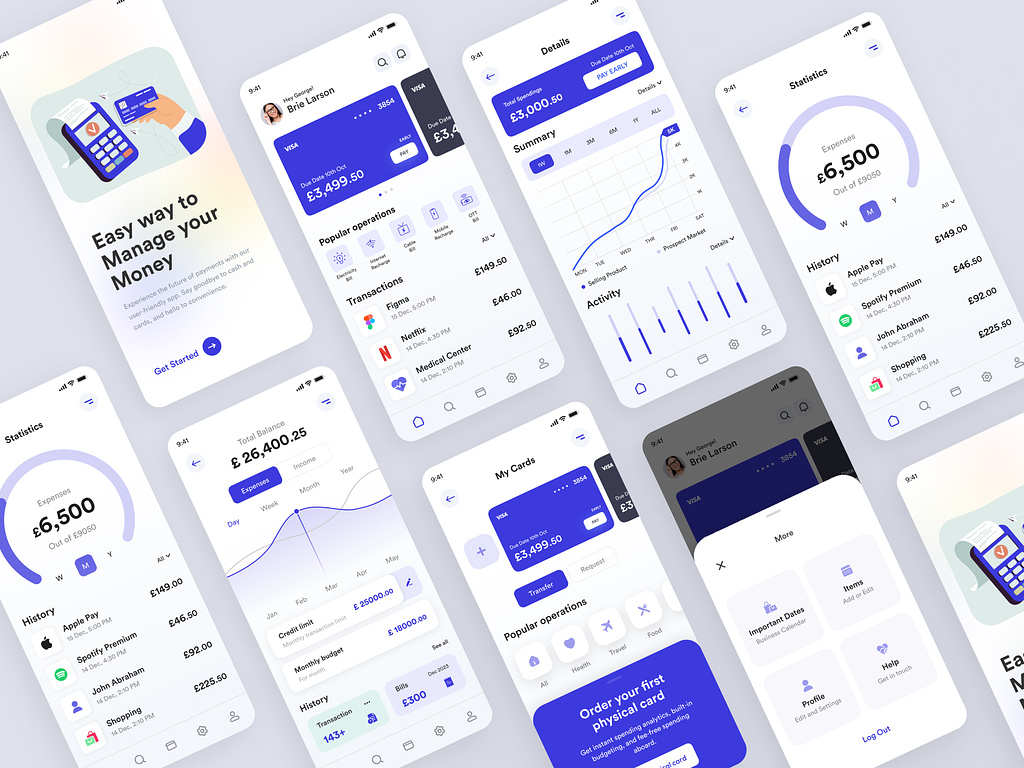 9:41
Easy way to
Manage your
Money
Experience the future of payments with our
user-friendly app. Say goodbye to cash and
cards, and hello to convenience.
Get Started
9:41
Hey George!
Brie Larson
VISA
3854
Due Date 10th Oct
£3,499.50
EARLY
PAY
VISA
Due Da
£3,4
Popular operations
Electricity
Bill
Internet
Recharge
Cable
Bill
Mobile
Recharge
OTT
Bill
Transactions
All
Figma
15 Dec, 5:00 PM
£149.50
Netflix
14 Dec, 4:30 PM
£46.00
Medical Center
14 Dec, 2:10 PM
£92.50
9:41
Details
Total Spendings
£3,000.50
Due Date 10th Oct
PAY EARLY
Summary
Details
1W
1M
3M
6M
1Y
ALL
5K
4K
3K
2K
1K
MON
TUE
WED
THU
FRI
SAT
Selling Product
Prospect Market
Activity
Details
9:41
Statistics
Expenses
£6,500
Out of £9050
W
M
Y
History
All
Apple Pay
15 Dec, 5:00 PM
£149.00
Spotify Premium
14 Dec, 4:30 PM
£46.50
John Abraham
14 Dec, 2:10 PM
£92.00
Shopping
14 Dec, 2:10 PM
£225.50
Statistics
Expenses
£6,500
Out of £9050
W
M
Y
History
All
Apple Pay
15 Dec, 5:00 PM
£149.00
Spotify Premium
14 Dec, 4:30 PM
£46.50
John Abraham
14 Dec, 2:10 PM
£92.00
Shopping
14 Dec, 2:10 PM
£225.50
9:41
Total Balance
£ 26,400.25
Expenses
Income
Day
Week
Month
Year
Jan
Feb
Mar
Apr
May
Credit limit
Monthly transaction limit
£ 25000.00
Monthly budget
For month
£ 18000.00
History
See all
Transaction
143+
Bills
Dec 2023
£300
9:41
My Cards
VISA
3854
Due Date 10th Oct
£3,499.50
EARLY
PAY
VISA
Due D
£3
Transfer
Request
Popular operations
All
Health
Travel
Food
Order your first
physical card
Get instant spending analytics, built-in
budgeting, and fee-free spending
aboard.
9:41
Hey George!
Brie Larson
VISA
3854
VISA
More
Important Dates
Business Calendar
Items
Add or Edit
Profile
Edit and Settings
Help
Get in touch
Log Out
9:41